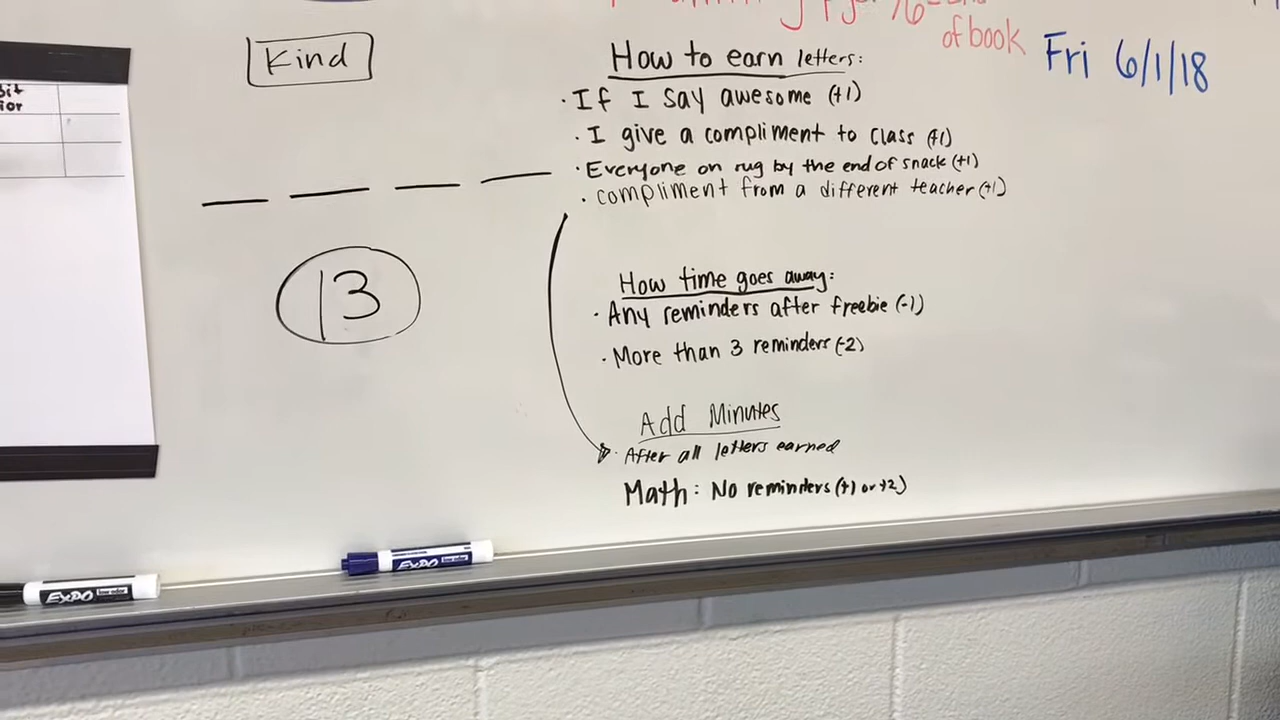 of book
Fri 6/1/18
Kind
How to earn letters:
· If I say awesome (+1)
· I give a compliment to class (+1)
· Everyone on rug by the end of snack (+1)
· compliment from a different teacher (+1)
13
How time goes away:
· Any reminders after freebie (-1)
· More than 3 reminders (-2)
Add Minutes
· After all letters earned
Math: No reminders (+1 or +2)
EXPO low odor
EXPO